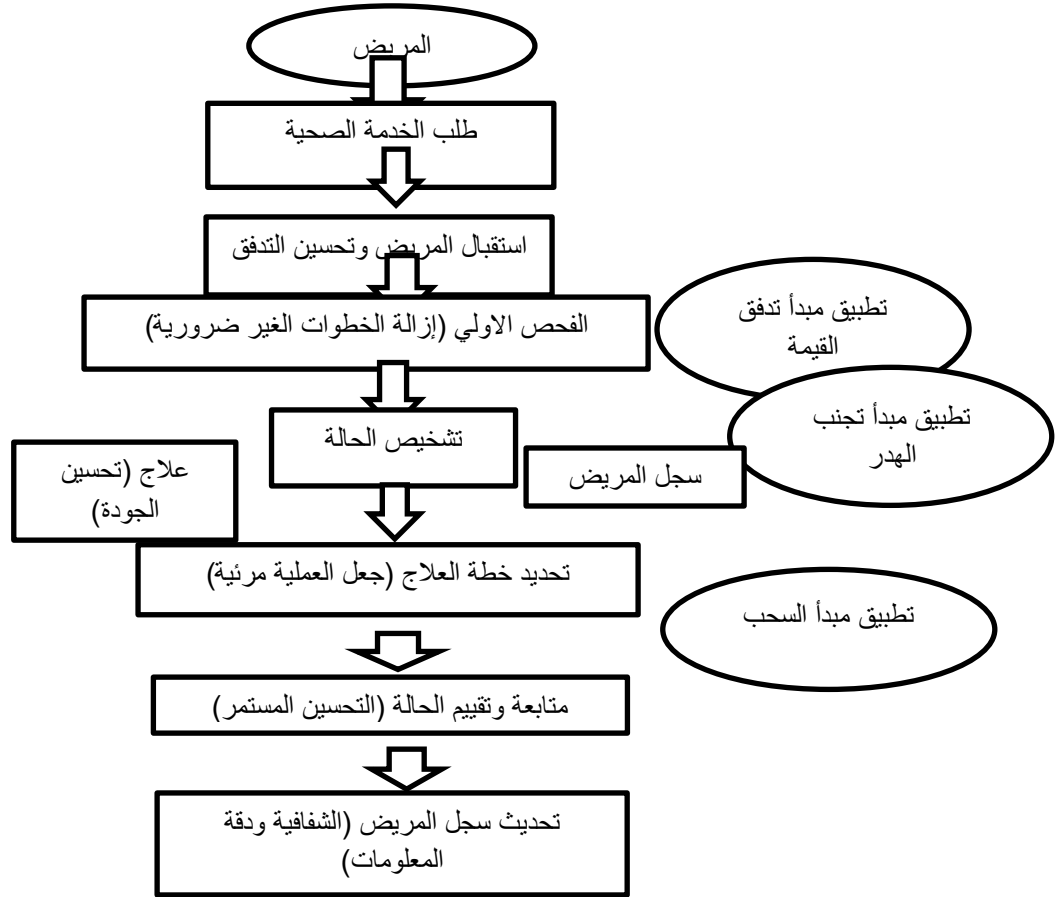 المريض
طلب الخدمة الصحية
استقبال المريض وتحسين التدفق
الفحص الاولي (إزالة الخطوات الغير ضرورية)
تطبيق مبدأ تدفق
القيمة
تطبيق مبدأ تجنب
الهدر
تشخيص الحالة
سجل المريض
علاج (تحسين
الجودة)
تحديد خطة العلاج (جعل العملية مرئية)
تطبيق مبدأ السحب
متابعة وتقييم الحالة (التحسين المستمر)
تحديث سجل المريض (الشفافية ودقة
المعلومات)